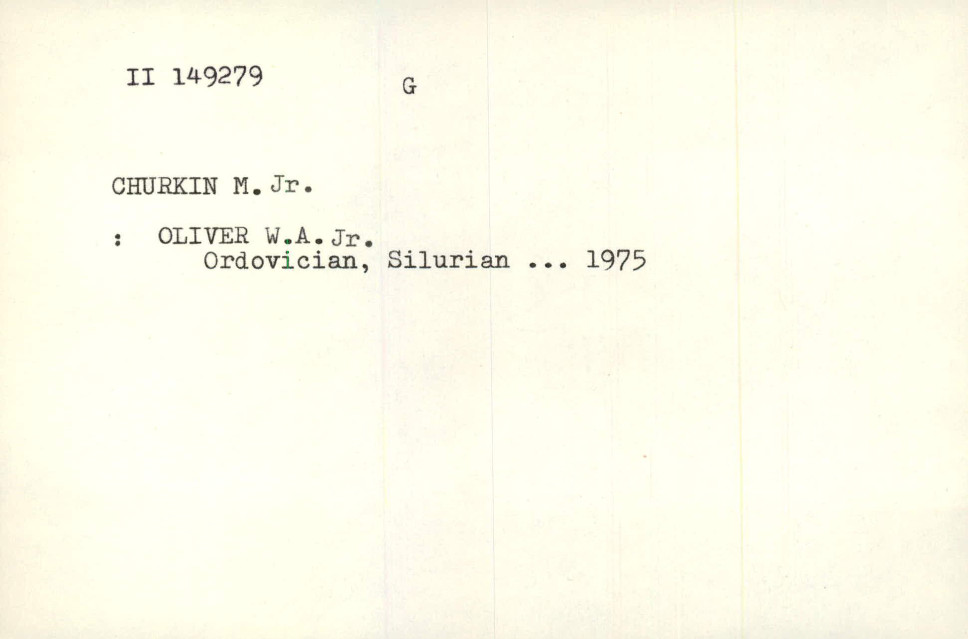 II 149279 G
CHURKIN M. Jr.
: OLIVER W.A. Jr.
Ordovician, Silurian ... 1975